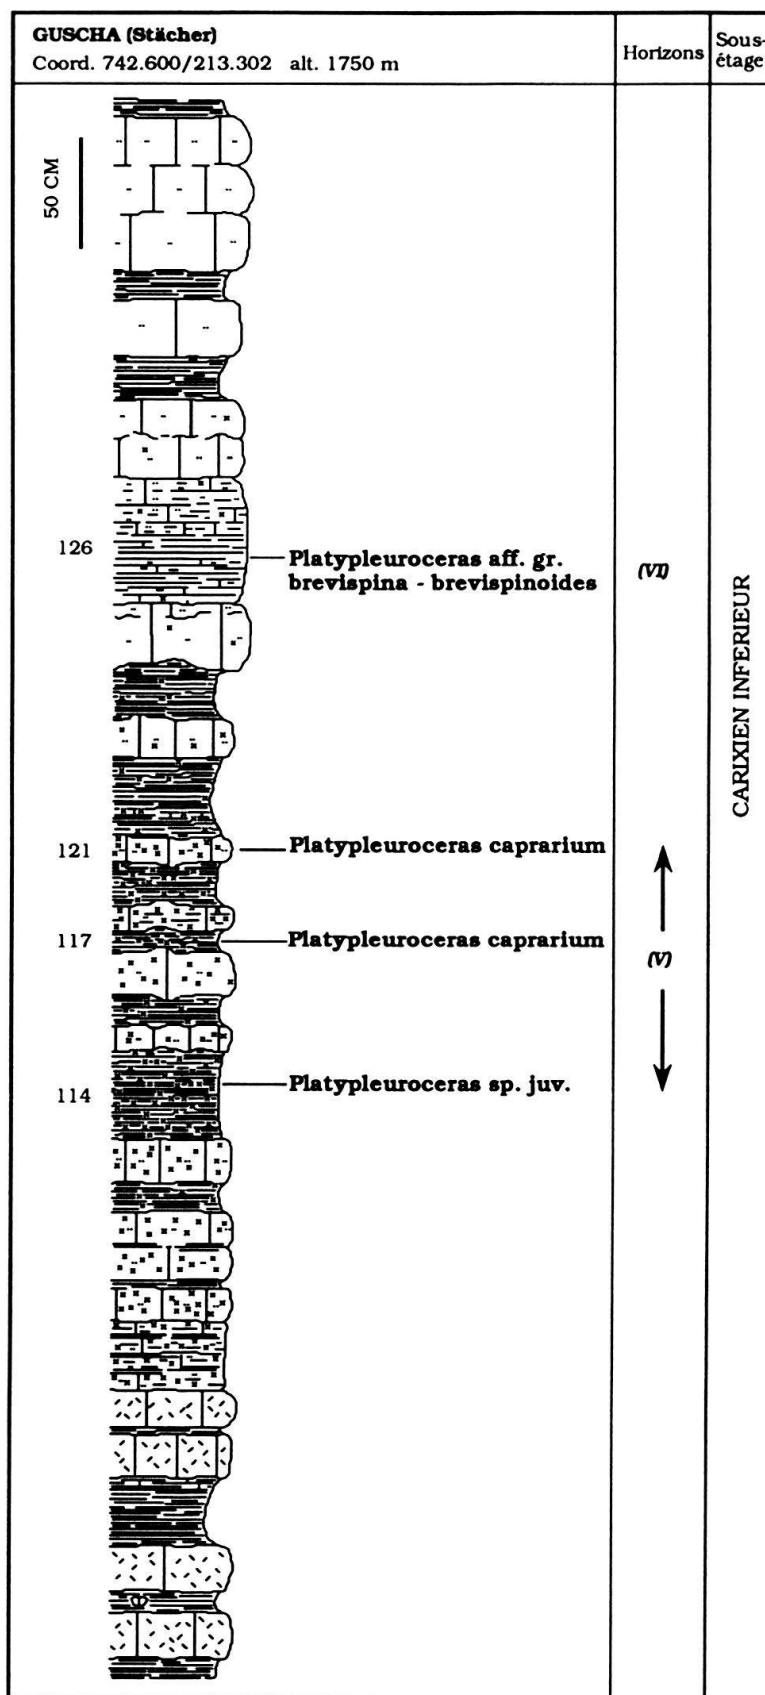 GUSCHA (Stächer)
Coord. 742.600/213.302 alt. 1750 m
Horizons
Sous-
étage
50 CM
126
Platypleuroceras aff. gr.
brevispina - brevispinoides
(VI)
CARIXIEN INFERIEUR
121
Platypleuroceras caprarium
117
Platypleuroceras caprarium
(V)
114
Platypleuroceras sp. juv.